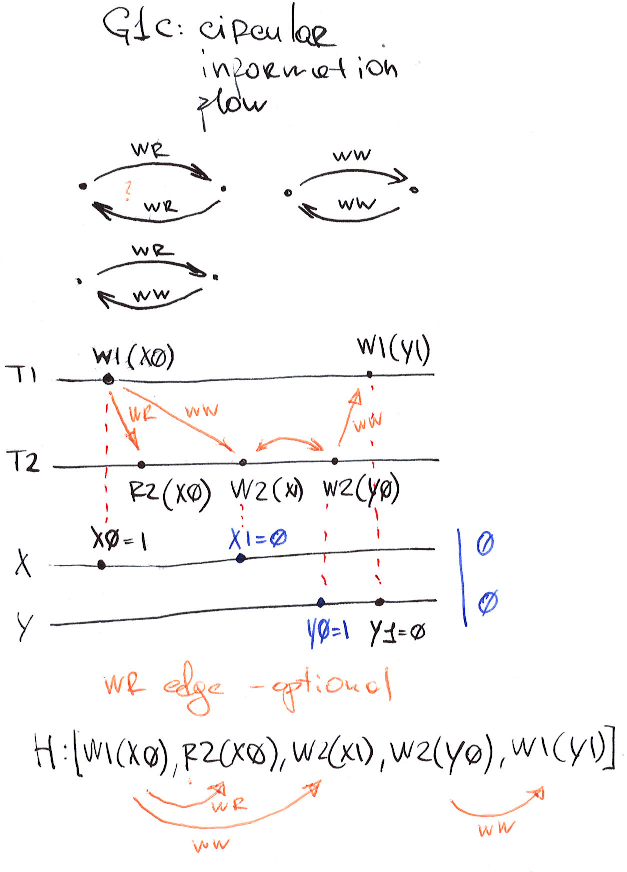 G1c: circular
information
flow
WR
WW
?
WR
WW
WR
WW
W1(XØ)
W1(Y1)
T1
WR
WW
WW
T2
R2(XØ)
W2(X1)
W2(YØ)
XØ=1
X1=Ø
X
Ø
Y
Ø
YØ=1
Y1=Ø
WR edge - optional
H:[W1(XØ), R2(XØ), W2(X1), W2(YØ), W1(Y1)]
WR
WW
WW